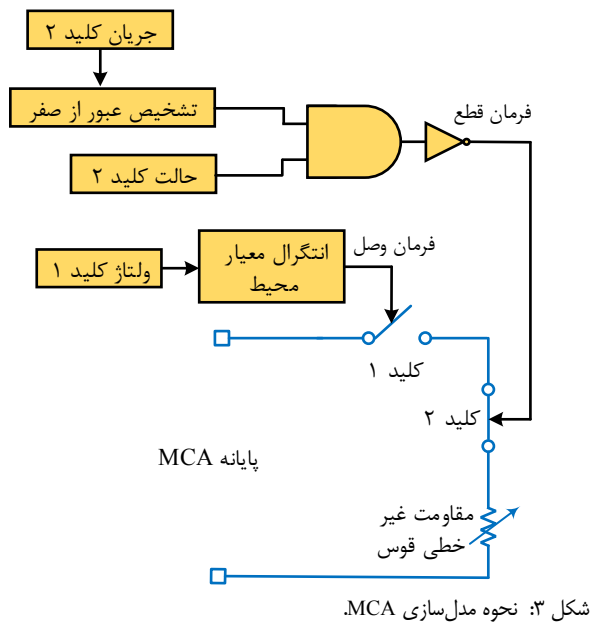 جریان کلید ۲
تشخیص عبور از صفر
فرمان قطع
حالت کلید ۲
ولتاژ کلید ۱
انتگرال معیار
محیط
فرمان وصل
کلید ۱
کلید ۲
پایانه MCA
مقاومت غیر
خطی قوس
شکل ۳: نحوه مدل‌سازی MCA.